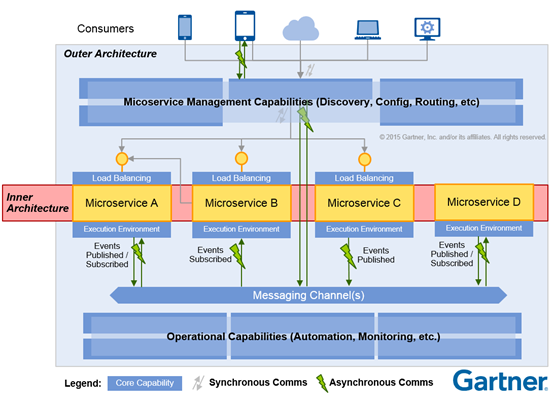 Consumers
Outer Architecture
Micoservice Management Capabilities (Discovery, Config, Routing, etc)
© 2015 Gartner, Inc. and/or its affiliates. All rights reserved.
Load Balancing
Load Balancing
Load Balancing
Inner
Architecture
Microservice A
Microservice B
Microservice C
Microservice D
Execution Environment
Execution Environment
Execution Environment
Execution Environment
Events
Published /
Subscribed
Events
Subscribed
Events
Published
Events
Published /
Subscribed
Messaging Channel(s)
Operational Capabilities (Automation, Monitoring, etc.)
Legend:
Core Capability
Synchronous Comms
Asynchronous Comms
Gartner